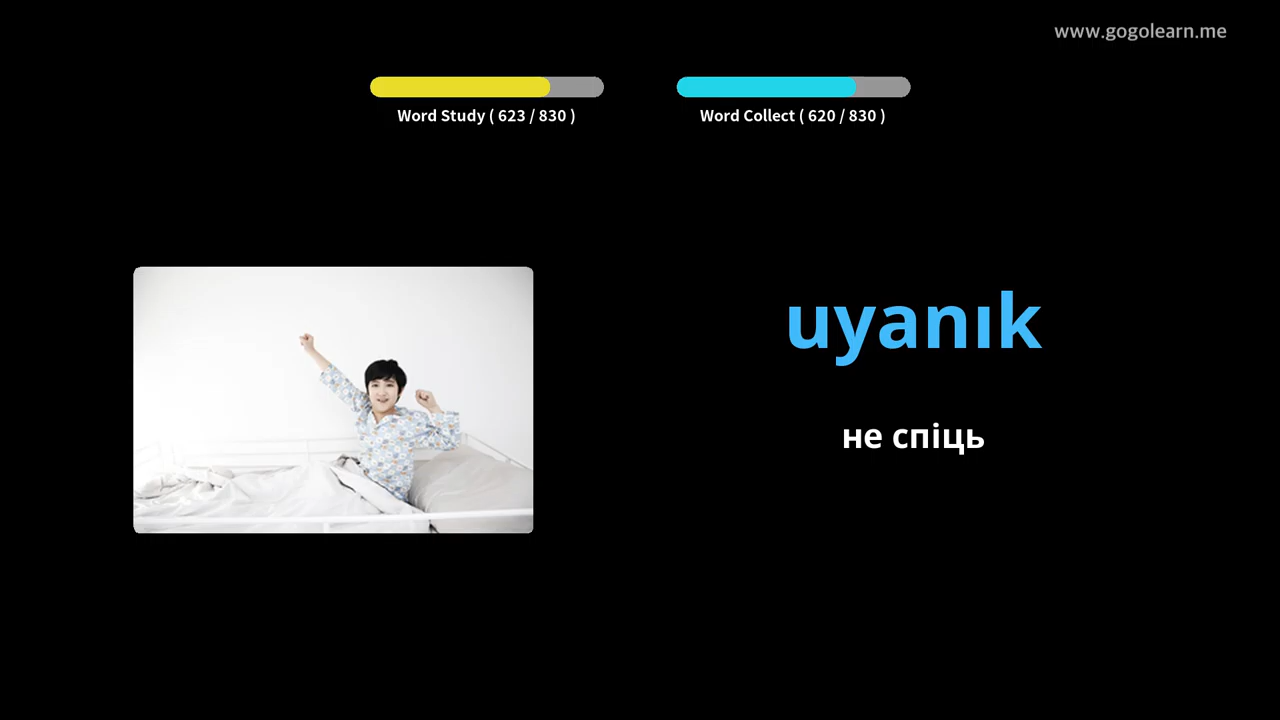 www.gogolearn.me
Word Study ( 623 / 830 )
Word Collect ( 620 / 830 )
uyanık
не спіць